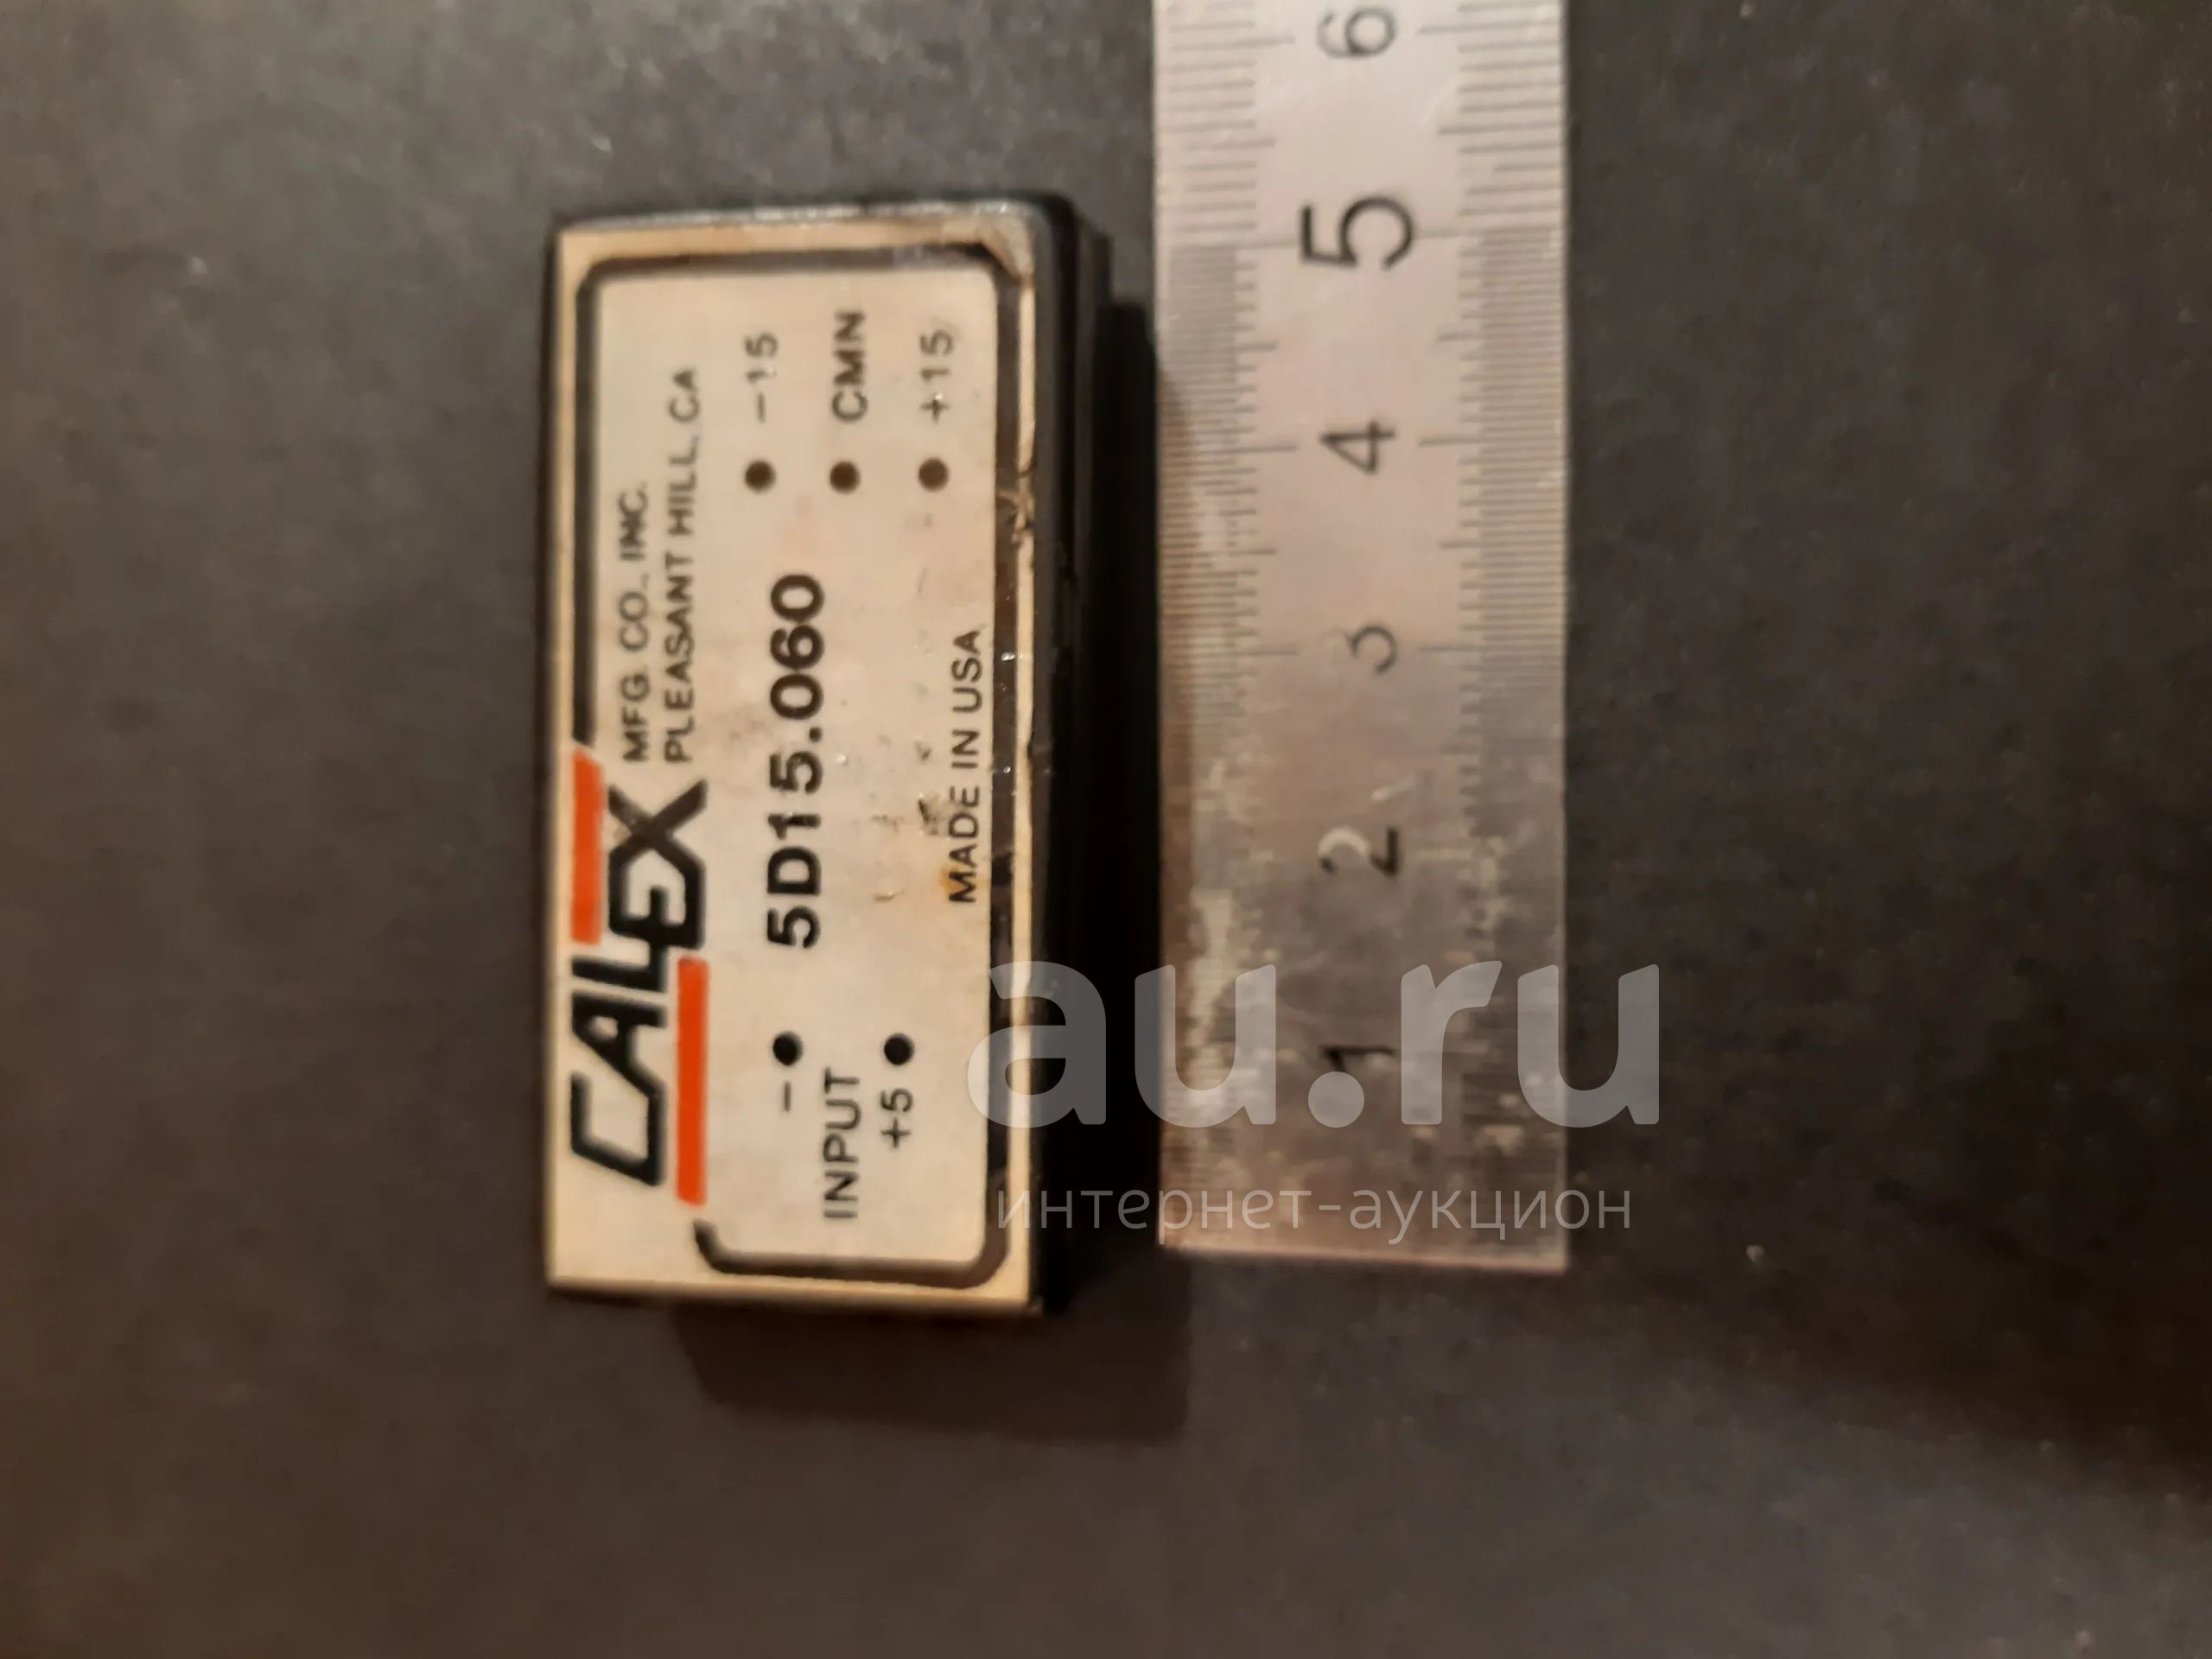 CALEX
MFG. CO., INC.
PLEASANT HILL, CA
−
INPUT
+5
5D15.060
−15
CMN
+15
MADE IN USA
1 2 3 4 5 6
au.ru
интернет-аукцион